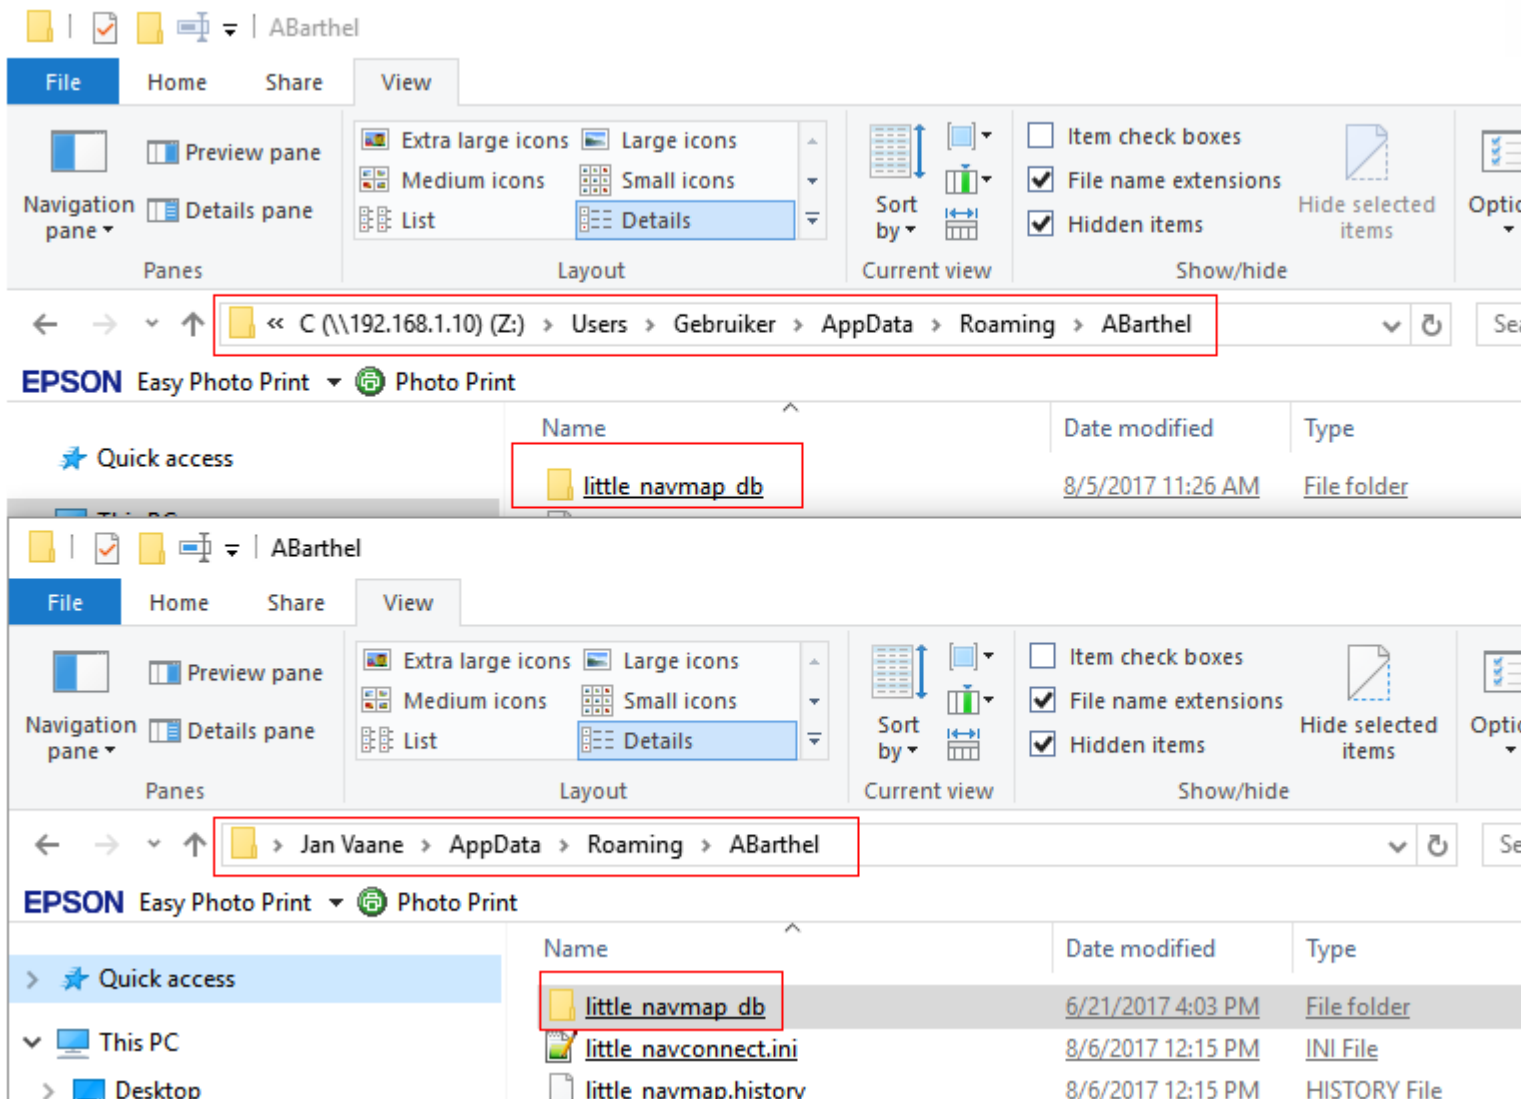 ABarthel
File Home Share View
Preview pane
Navigation pane
Details pane
Panes
Extra large icons Large icons
Medium icons Small icons
List Details
Layout
Sort by
Current view
Item check boxes
File name extensions
Hidden items
Hide selected items
Show/hide
« C (\\192.168.1.10) (Z:) > Users > Gebruiker > AppData > Roaming > ABarthel
EPSON Easy Photo Print Photo Print
Name Date modified Type
Quick access
little_navmap_db 8/5/2017 11:26 AM File folder
This PC
ABarthel
File Home Share View
Preview pane
Navigation pane
Details pane
Panes
Extra large icons Large icons
Medium icons Small icons
List Details
Layout
Sort by
Current view
Item check boxes
File name extensions
Hidden items
Hide selected items
Show/hide
> Jan Vaane > AppData > Roaming > ABarthel
EPSON Easy Photo Print Photo Print
Name Date modified Type
Quick access
little_navmap_db 6/21/2017 4:03 PM File folder
This PC
little_navconnect.ini 8/6/2017 12:15 PM INI File
Desktop
little_navmap.history 8/6/2017 12:15 PM HISTORY File